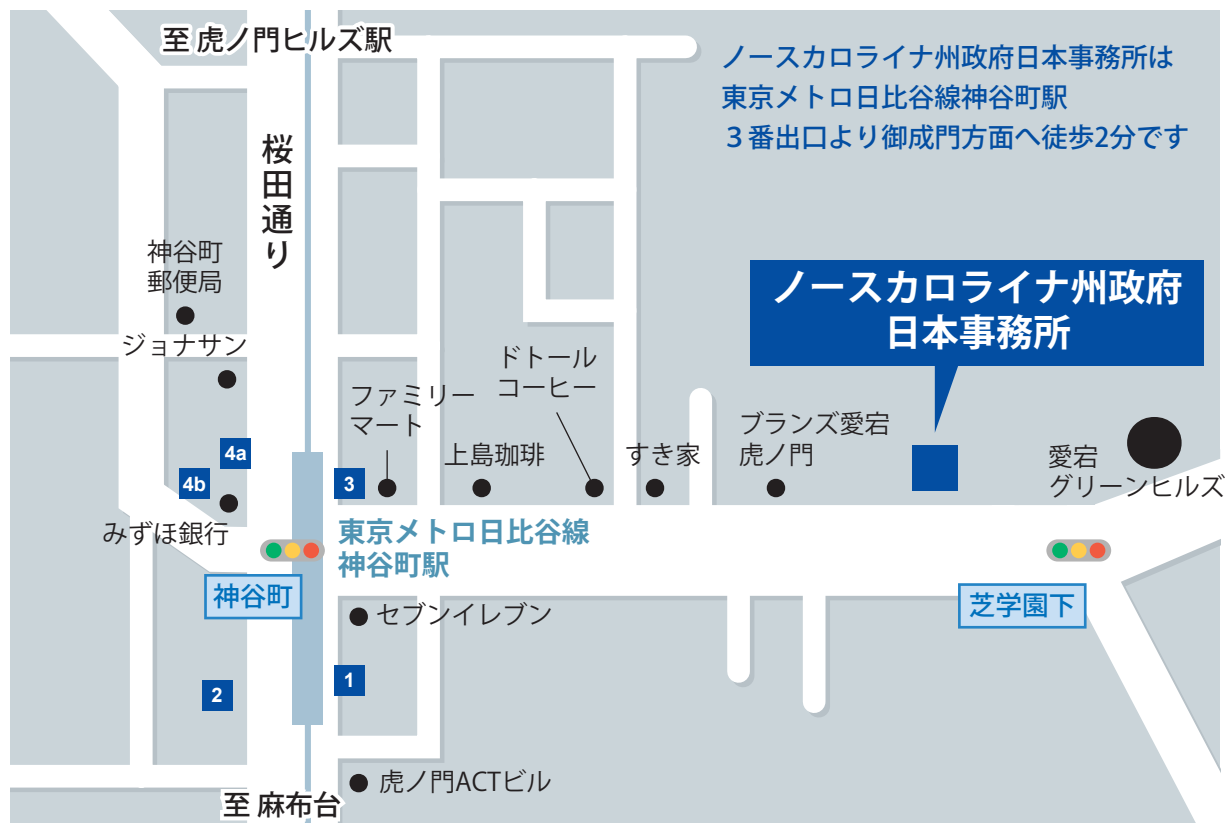 至 虎ノ門ヒルズ駅
ノースカロライナ州政府日本事務所は
東京メトロ日比谷線神谷町駅
３番出口より御成門方面へ徒歩2分です
桜田通り
神谷町
郵便局
ジョナサン
ノースカロライナ州政府
日本事務所
ファミリー
マート
ドトール
コーヒー
上島珈琲
すき家
ブランズ愛宕
虎ノ門
愛宕
グリーンヒルズ
4a
4b
3
みずほ銀行
東京メトロ日比谷線
神谷町駅
神谷町
芝学園下
セブンイレブン
2
1
虎ノ門ACTビル
至 麻布台